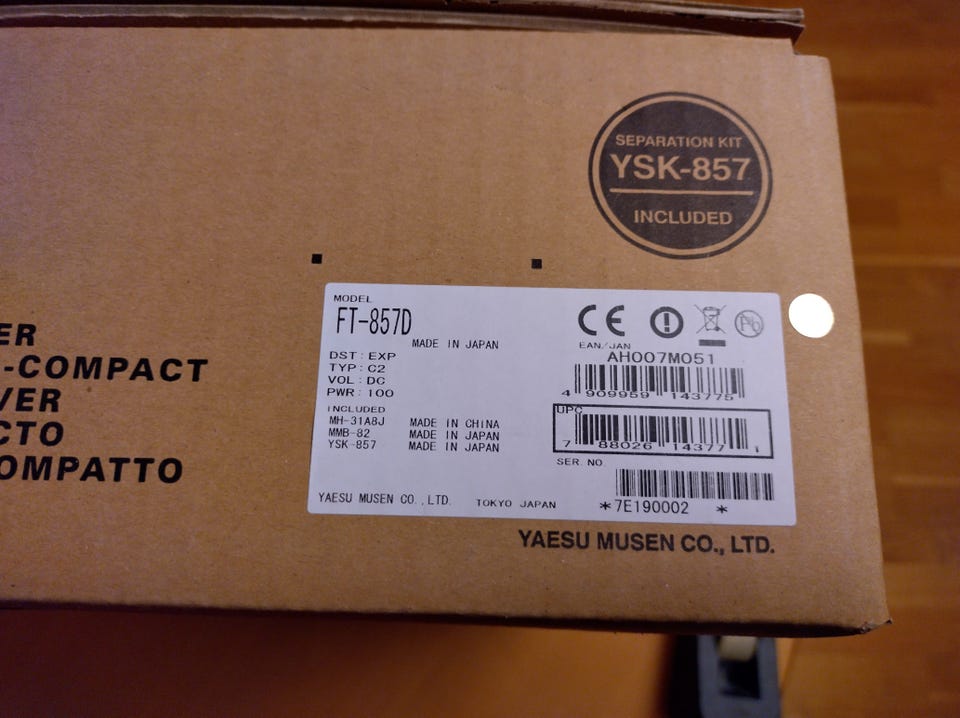 SEPARATION KIT
YSK-857
INCLUDED
ER
-COMPACT
VER
CTO
OMPATTO
MODEL
FT-857D
MADE IN JAPAN
DST : EXP
TYP : C2
VOL : DC
PWR : 100
INCLUDED
MH-31A8J MADE IN CHINA
MMB-82 MADE IN JAPAN
YSK-857 MADE IN JAPAN
YAESU MUSEN CO.,LTD. TOKYO JAPAN
CE
Pb
EAN/JAN
AH007M051
4 909959 143775
UPC
7 88026 14377 1
SER. NO.
*7E190002 *
YAESU MUSEN CO., LTD.